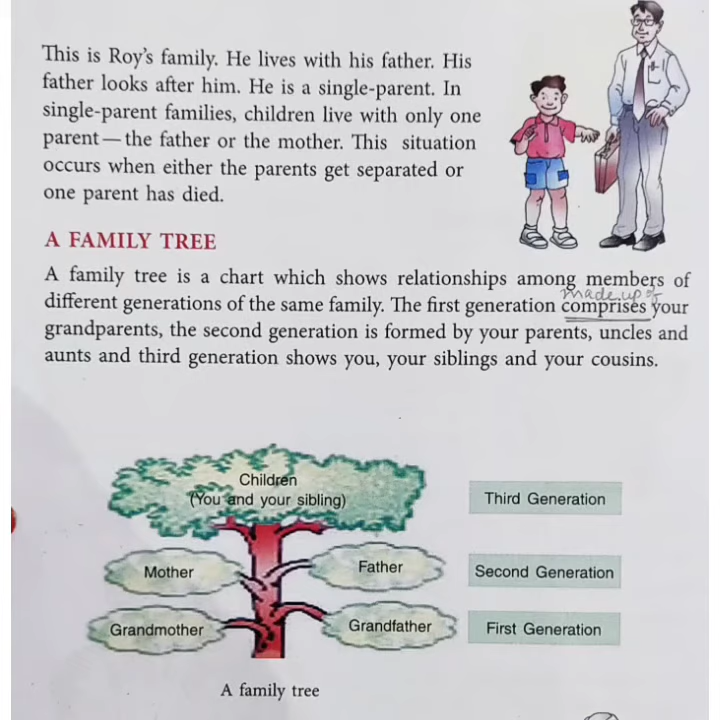 This is Roy's family. He lives with his father. His
father looks after him. He is a single-parent. In
single-parent families, children live with only one
parent — the father or the mother. This situation
occurs when either the parents get separated or
one parent has died.
A FAMILY TREE
A family tree is a chart which shows relationships among members of
made up of
different generations of the same family. The first generation comprises your
grandparents, the second generation is formed by your parents, uncles and
aunts and third generation shows you, your siblings and your cousins.
Children
(You and your sibling)
Third Generation
Mother
Father
Second Generation
Grandmother
Grandfather
First Generation
A family tree